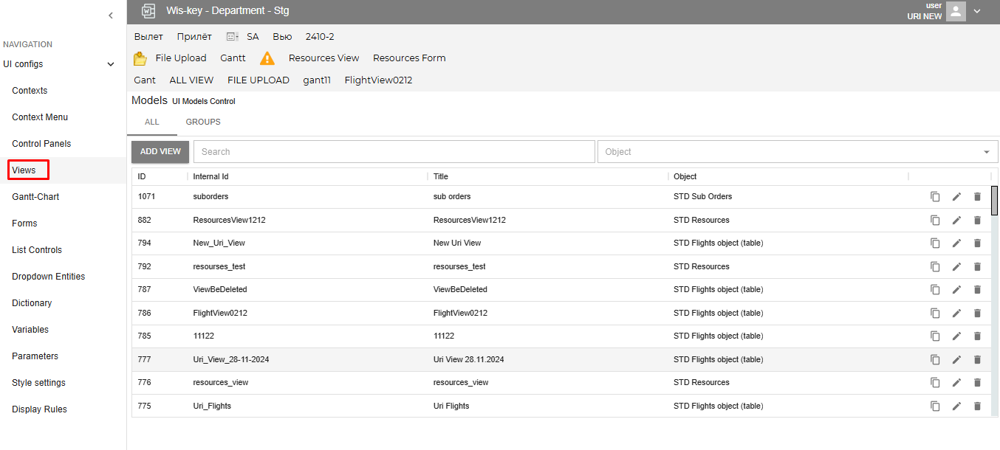 Wis-key - Department - Stg
user
URI NEW
NAVIGATION
UI configs
Contexts
Context Menu
Control Panels
Views
Gantt-Chart
Forms
List Controls
Dropdown Entities
Dictionary
Variables
Parameters
Style settings
Display Rules
Вылет Прилёт SA Вью 2410-2
File Upload Gantt Resources View Resources Form
Gant ALL VIEW FILE UPLOAD gant11 FlightView0212
Models UI Models Control
ALL GROUPS
ADD VIEW Search Object
ID Internal Id Title Object
1071 suborders sub orders STD Sub Orders
882 ResourcesView1212 ResourcesView1212 STD Resources
794 New_Uri_View New Uri View STD Flights object (table)
792 resourses_test resourses_test STD Resources
787 ViewBeDeleted ViewBeDeleted STD Flights object (table)
786 FlightView0212 FlightView0212 STD Flights object (table)
785 11122 11122 STD Flights object (table)
777 Uri_View_28-11-2024 Uri View 28.11.2024 STD Flights object (table)
776 resources_view resources_view STD Resources
775 Uri_Flights Uri Flights STD Flights object (table)